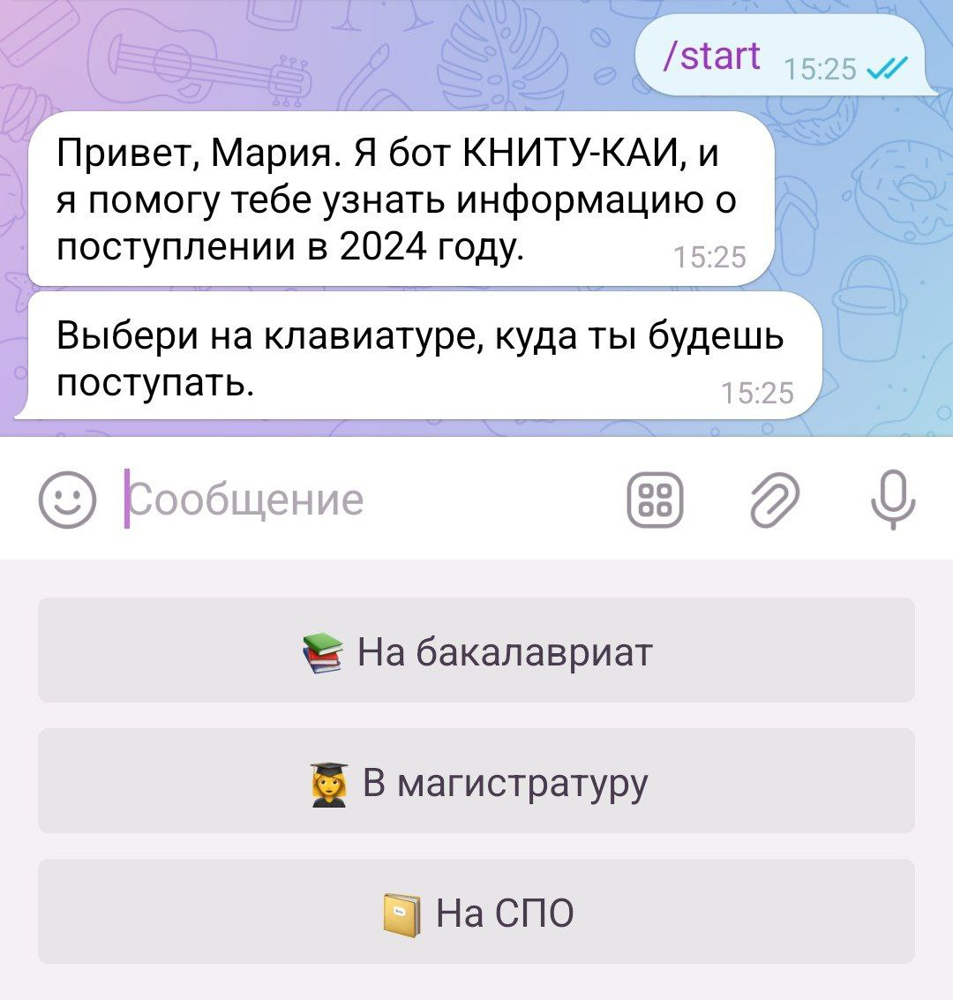 /start 15:25
Привет, Мария. Я бот КНИТУ-КАИ, и
я помогу тебе узнать информацию о
поступлении в 2024 году. 15:25
Выбери на клавиатуре, куда ты будешь
поступать. 15:25
Сообщение
На бакалавриат
В магистратуру
На СПО